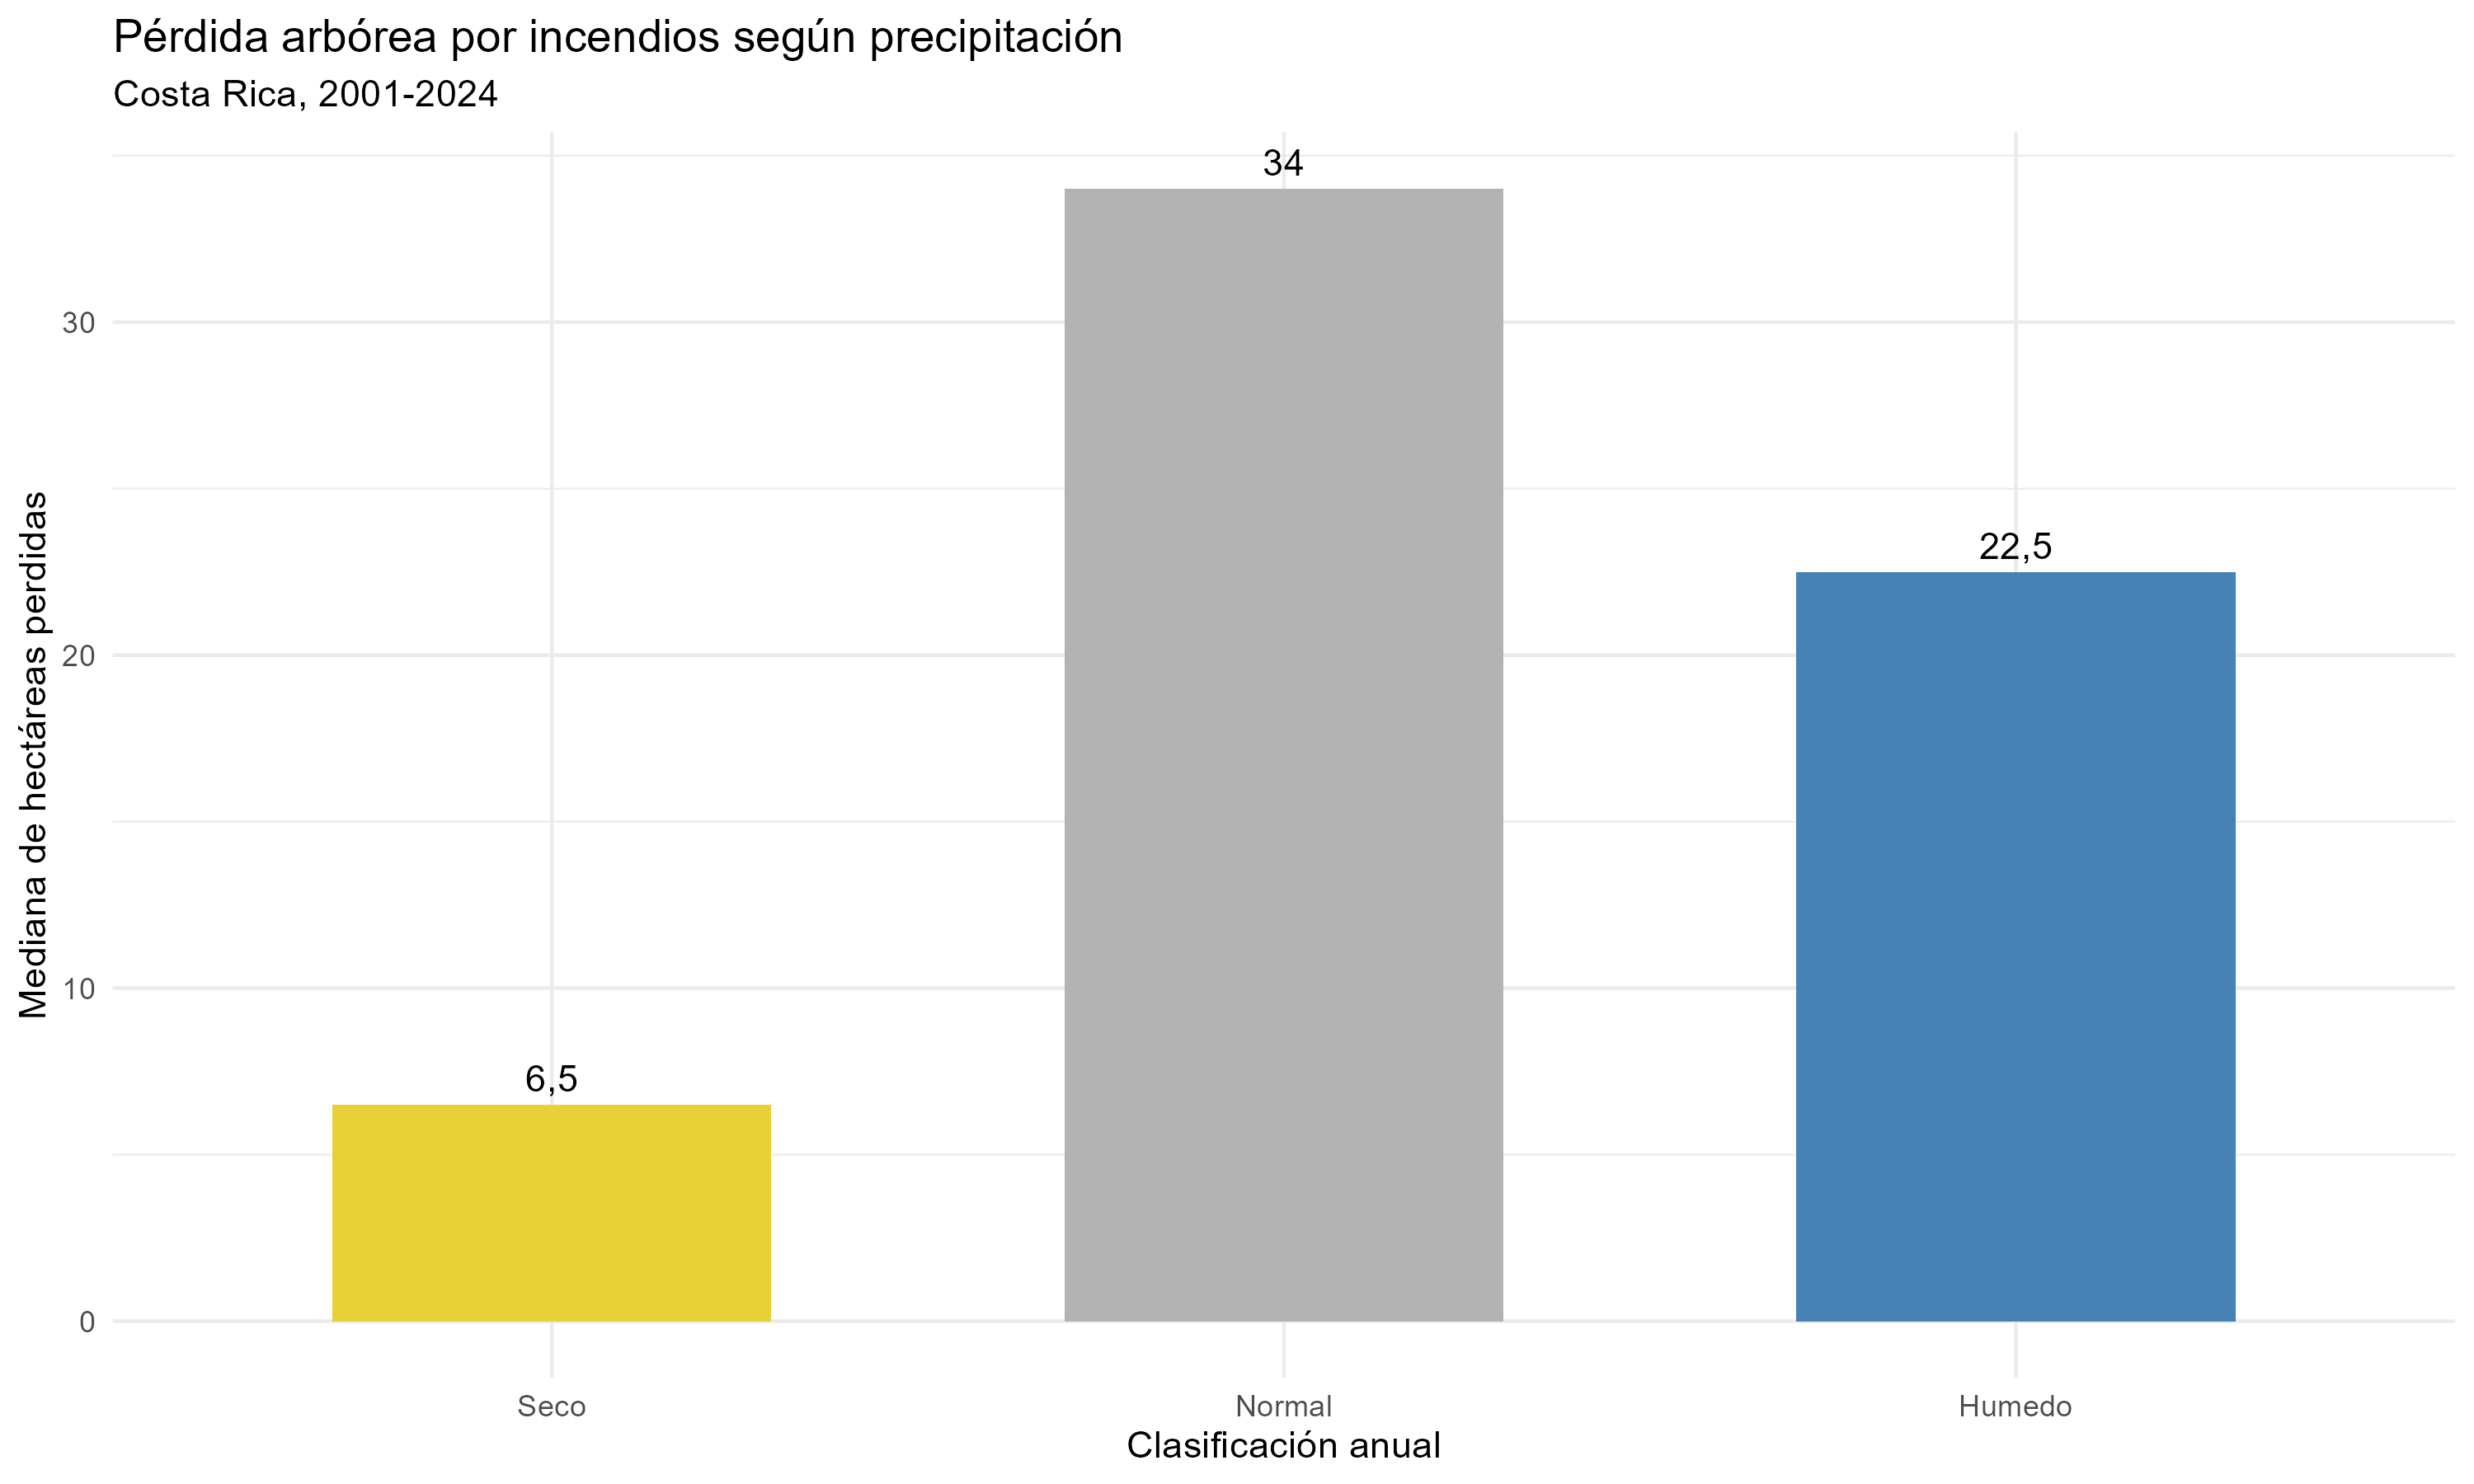 Pérdida arbórea por incendios según precipitación
Costa Rica, 2001-2024
Mediana de hectáreas perdidas
30
20
10
0
34
22,5
6,5
Seco
Normal
Humedo
Clasificación anual